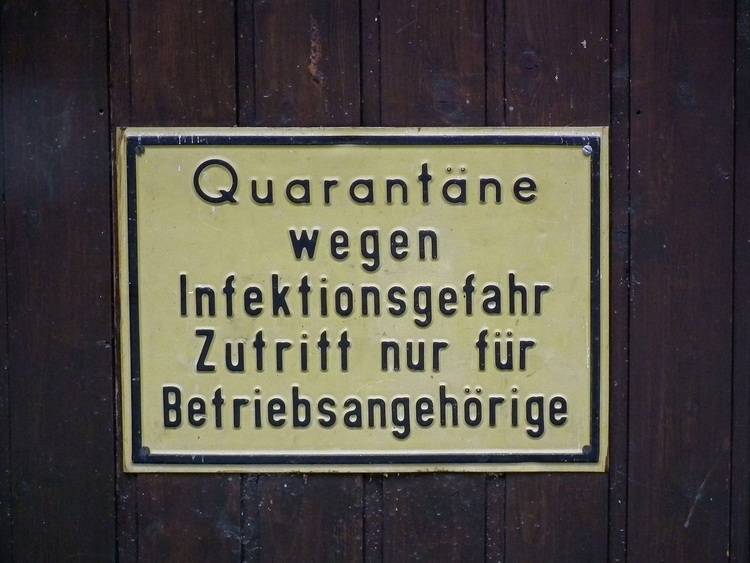 Quarantäne
wegen
Infektionsgefahr
Zutritt nur für
Betriebsangehörige